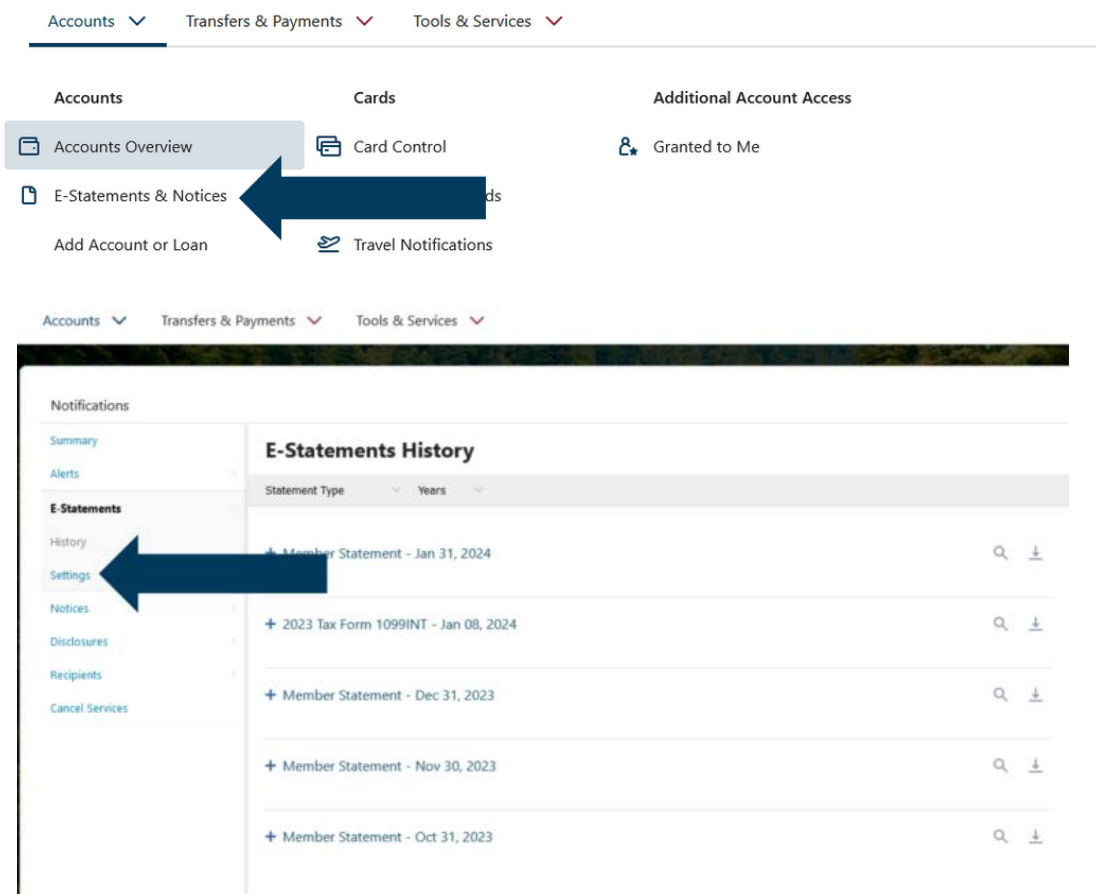 Accounts Transfers & Payments Tools & Services
Accounts Cards Additional Account Access
Accounts Overview Card Control Granted to Me
E-Statements & Notices ds
Add Account or Loan Travel Notifications
Accounts Transfers & Payments Tools & Services
Notifications
Summary
Alerts
E-Statements
History
Settings
Notices
Disclosures
Recipients
Cancel Services
E-Statements History
Statement Type Years
+ Member Statement - Jan 31, 2024
+ 2023 Tax Form 1099INT - Jan 08, 2024
+ Member Statement - Dec 31, 2023
+ Member Statement - Nov 30, 2023
+ Member Statement - Oct 31, 2023